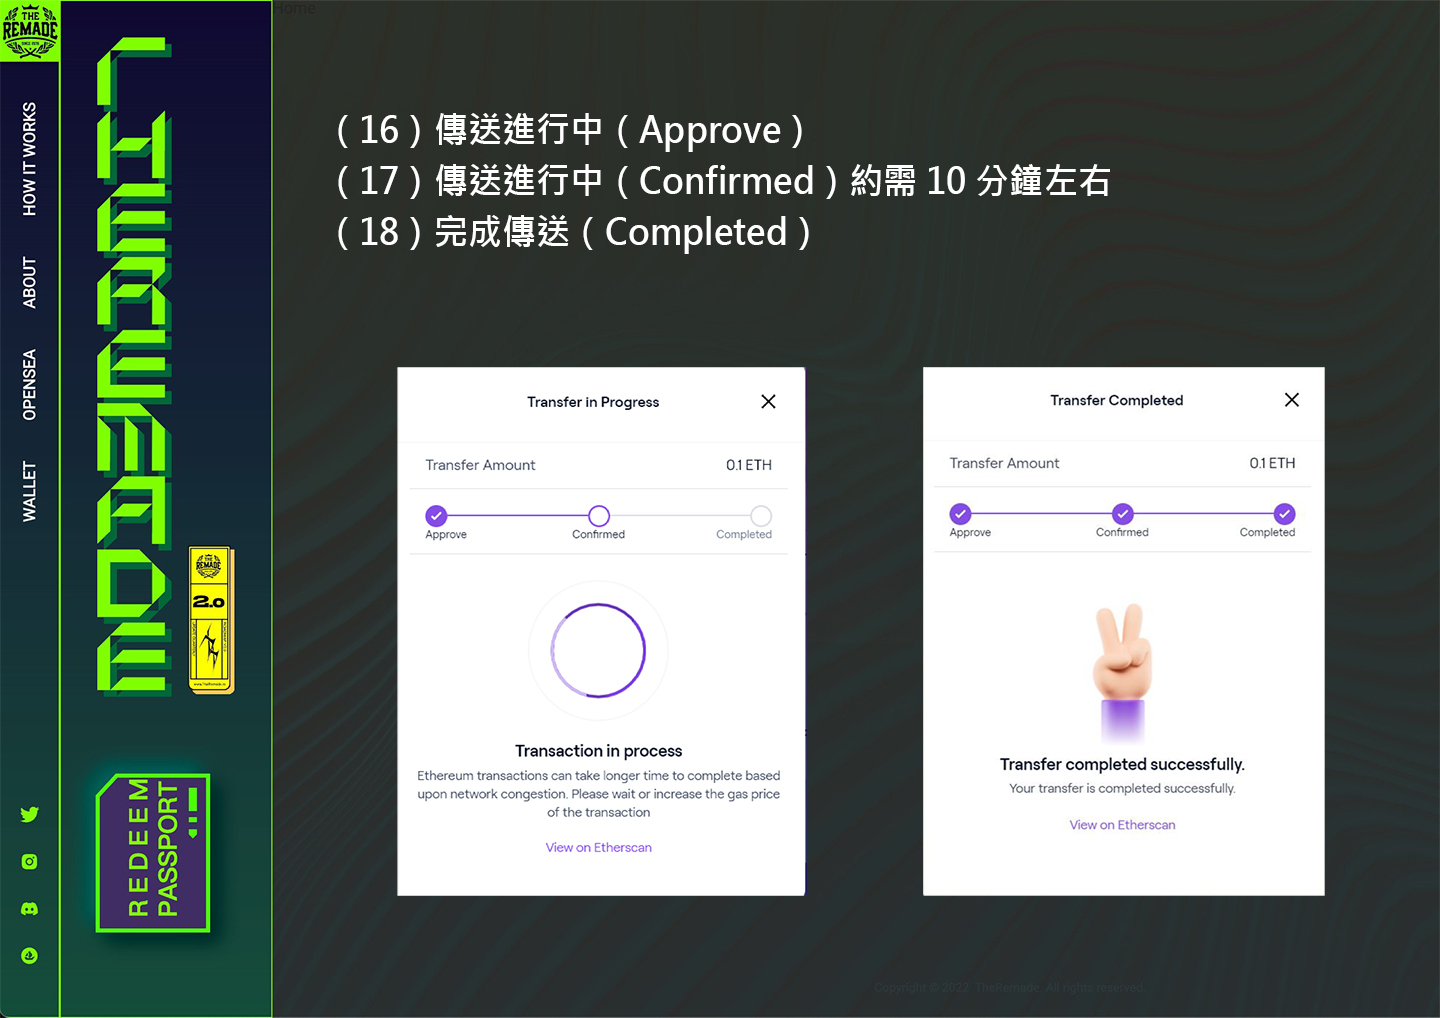 THE
REMADE
SINCE 1978
HOW IT WORKS
ABOUT
OPENSEA
WALLET
THEREMADE
THE
REMADE
2.0
REDEEM
PASSPORT
Home
（16）傳送進行中（Approve）
（17）傳送進行中（Confirmed）約需 10 分鐘左右
（18）完成傳送（Completed）
Transfer in Progress
Transfer Amount 0.1 ETH
Approve Confirmed Completed
Transaction in process
Ethereum transactions can take longer time to complete based
upon network congestion. Please wait or increase the gas price
of the transaction
View on Etherscan
Transfer Completed
Transfer Amount 0.1 ETH
Approve Confirmed Completed
Transfer completed successfully.
Your transfer is completed successfully.
View on Etherscan
Copyright © 2022 TheRemade. All rights reserved